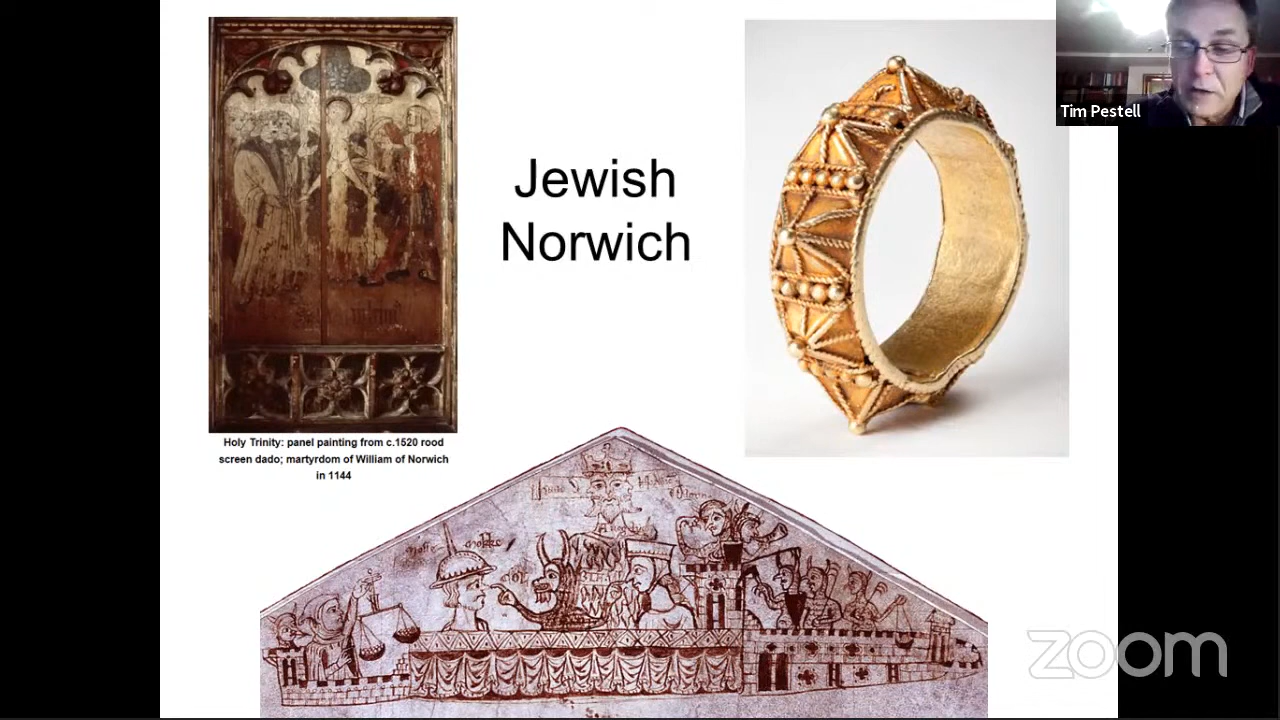 Tim Pestell
Jewish
Norwich
Holy Trinity: panel painting from c.1520 rood
screen dado; martyrdom of William of Norwich
in 1144
zoom